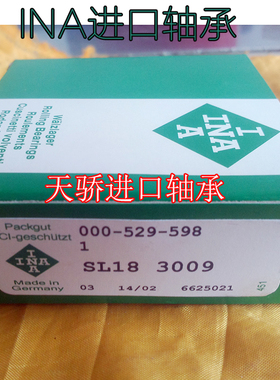 INA进口轴承
Wälzlager
Rolling Bearings
Roulements
Cuscinetti volventi
I
INA
A
天骄进口轴承
Packgut
CI-geschützt
000-529-598
1
I
INA
A
SL18 3009
Made in
Germany
03 14/02 6625021
451